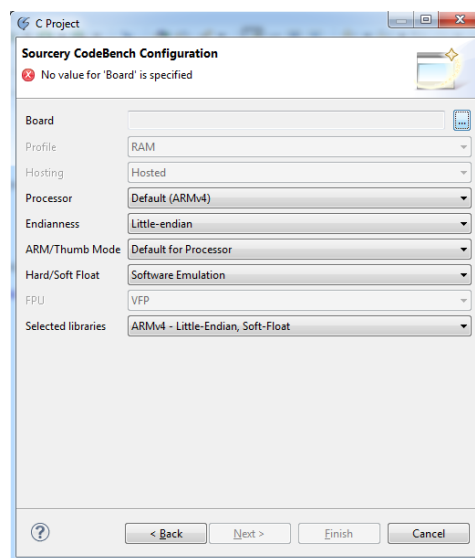 C Project
Sourcery CodeBench Configuration
No value for 'Board' is specified
Board ...
Profile RAM
Hosting Hosted
Processor Default (ARMv4)
Endianness Little-endian
ARM/Thumb Mode Default for Processor
Hard/Soft Float Software Emulation
FPU VFP
Selected libraries ARMv4 - Little-Endian, Soft-Float
? < Back Next > Finish Cancel